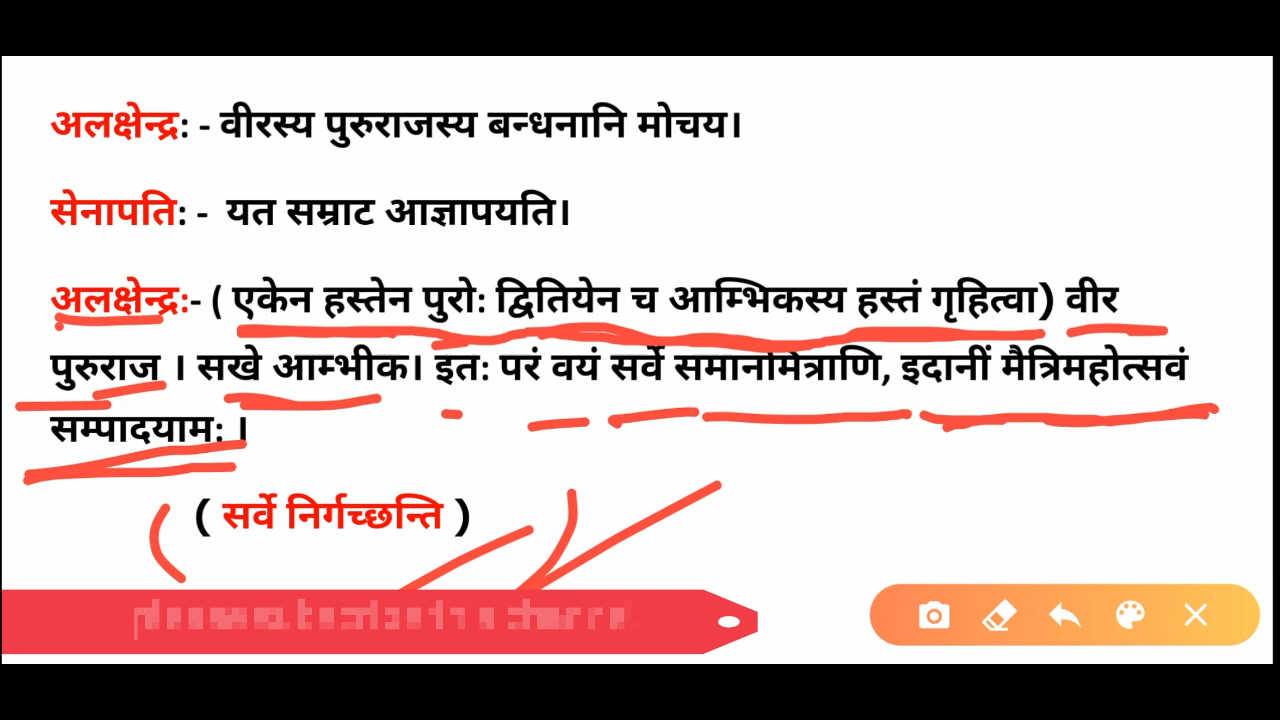 अलक्षेन्द्र: - वीरस्य पुरुराजस्य बन्धनानि मोचय।
सेनापति: - यत सम्राट आज्ञापयति।
अलक्षेन्द्र:- ( एकेन हस्तेन पुरो: द्वितियेन च आम्भिकस्य हस्तं गृहित्वा) वीर
पुरुराज । सखे आम्भीक। इत: परं वयं सर्वे समानमित्राणि, इदानीं मैत्रिमहोत्सवं
सम्पादयाम: ।
( सर्वे निर्गच्छन्ति )